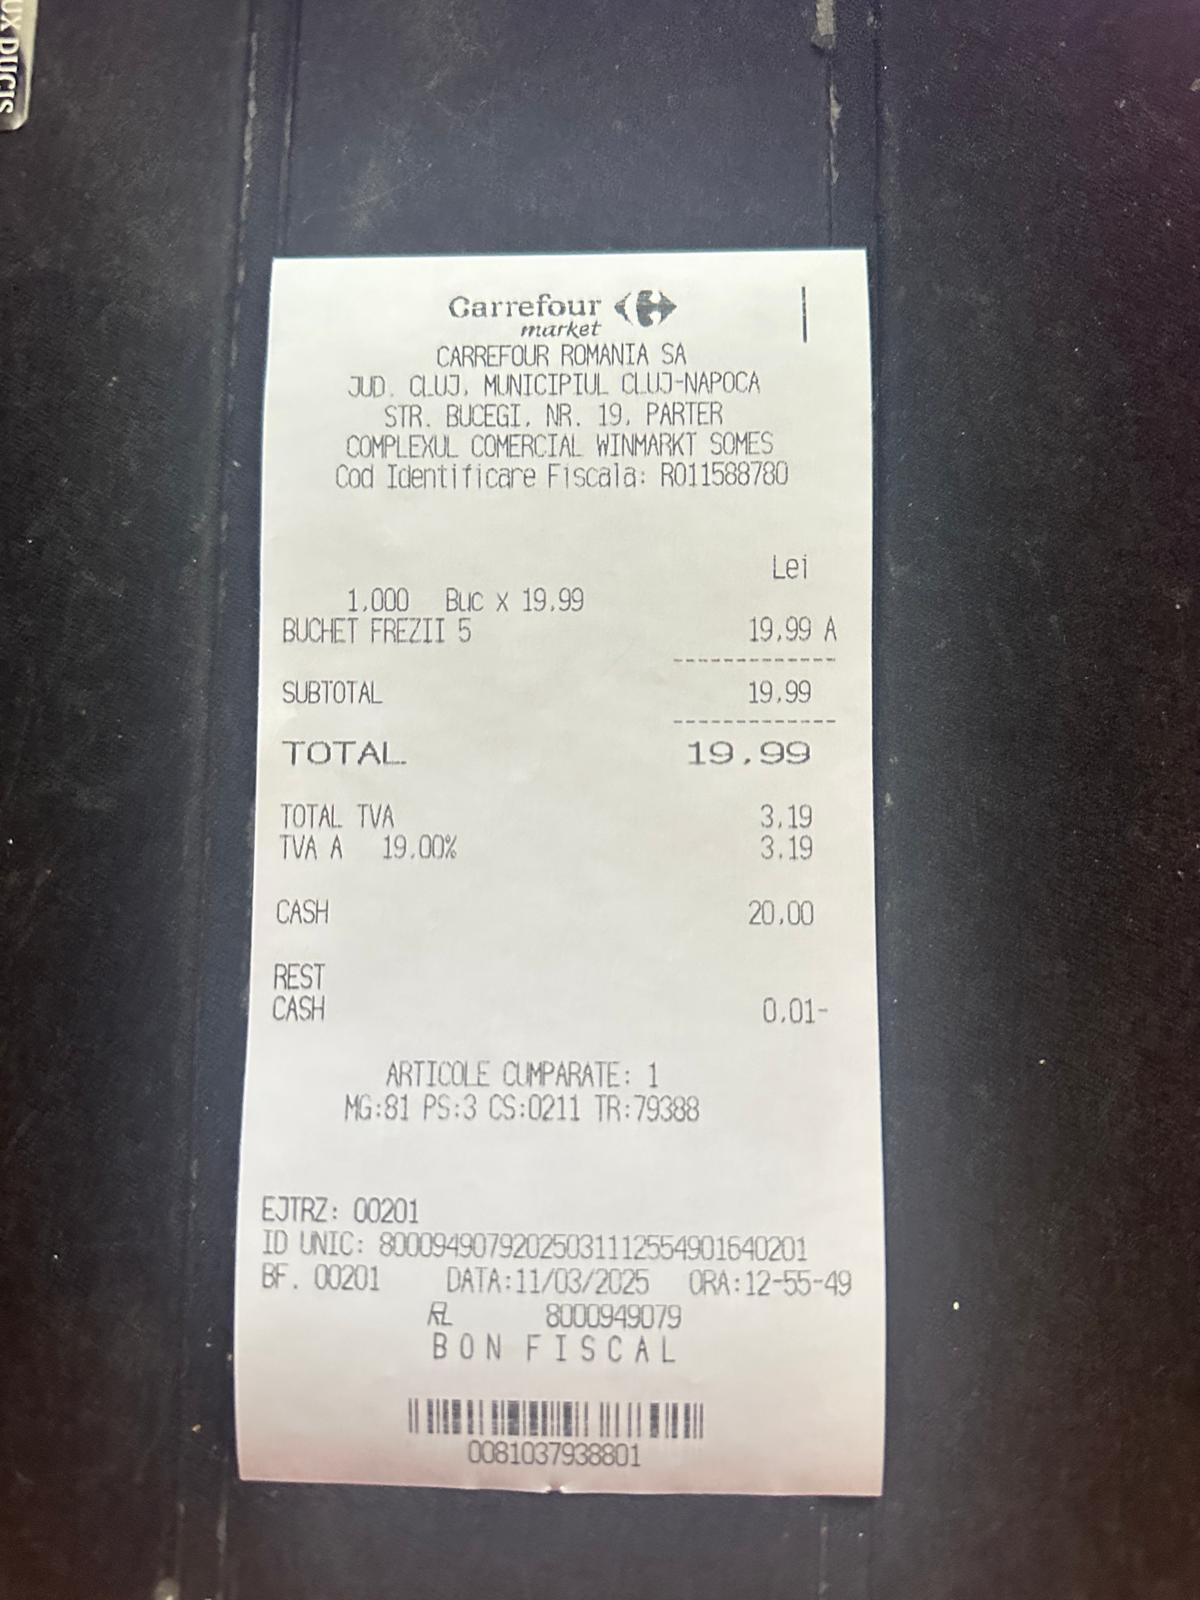 UX DUCIS
Carrefour
market
CARREFOUR ROMANIA SA
JUD. CLUJ, MUNICIPIUL CLUJ-NAPOCA
STR. BUCEGI, NR. 19, PARTER
COMPLEXUL COMERCIAL WINMARKT SOMES
Cod Identificare Fiscala: RO11588780
Lei
1,000 Buc x 19,99
BUCHET FREZII 5 19,99 A
SUBTOTAL 19,99
TOTAL 19,99
TOTAL TVA 3,19
TVA A 19,00% 3,19
CASH 20,00
REST
CASH 0,01-
ARTICOLE CUMPARATE: 1
MG:81 PS:3 CS:0211 TR:79388
EJTRZ: 00201
ID UNIC: 80009490792025031112554901640201
BF. 00201 DATA:11/03/2025 ORA:12-55-49
8000949079
BON FISCAL
0081037938801